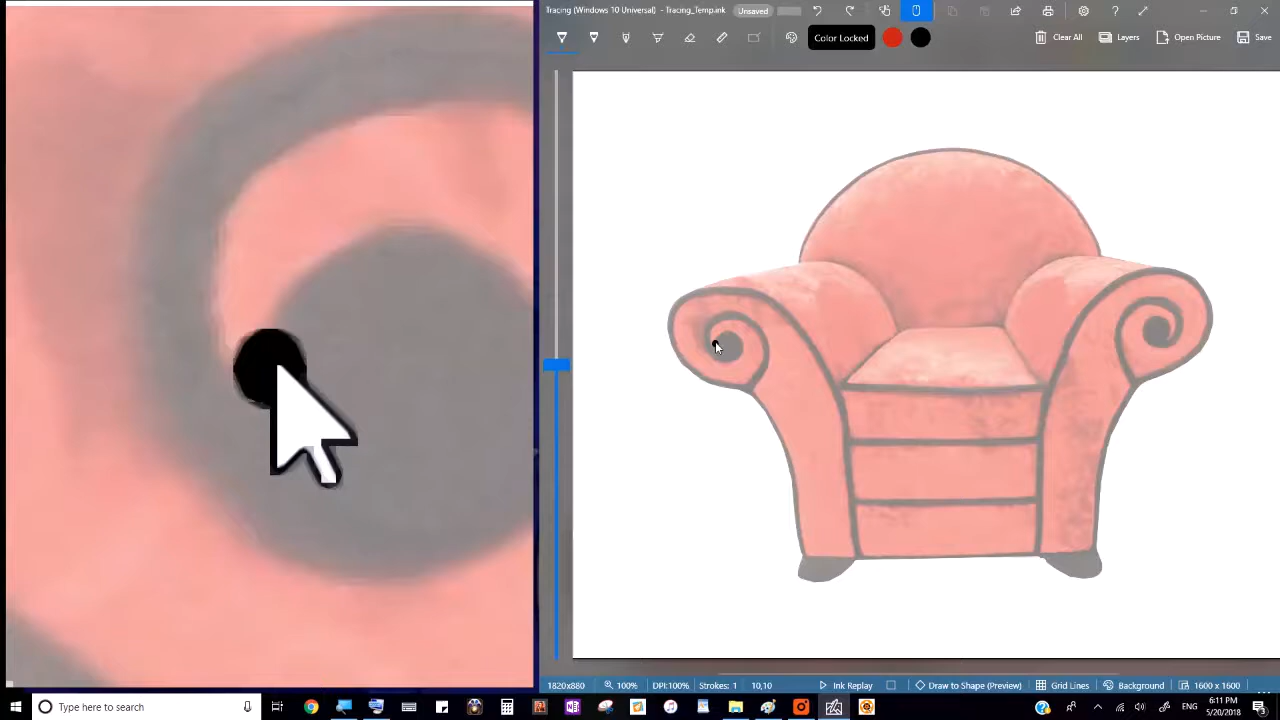 Tracing (Windows 10 Universal) - Tracing_Temp.ink Unsaved
Color Locked Clear All Layers Open Picture Save
1820x880 100% DPI:100% Strokes: 1 10,10 Ink Replay Draw to Shape (Preview) Grid Lines Background 1600 x 1600
Type here to search ENG 6:11 PM
5/20/2018